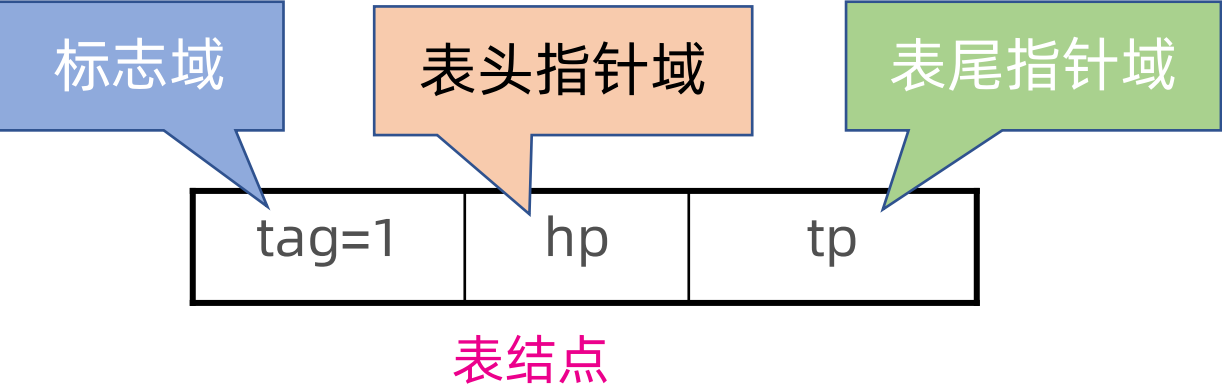 标志域
表头指针域
表尾指针域
tag=1
hp
tp
表结点